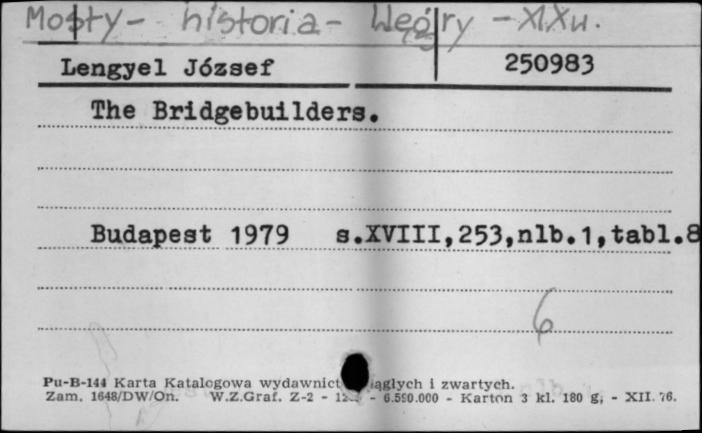 Mosty - historia - Węgry - XIX w.
Lengyel József 250983
The Bridgebuilders.
Budapest 1979 s.XVIII,253,nlb.1,tabl.8
6
Pu-B-144 Karta Katalogowa wydawnict iągłych i zwartych.
Zam. 1648/DW/On. W.Z.Graf. Z-2 - - 6.590.000 - Karton 3 kl. 180 g, - XII. 76.